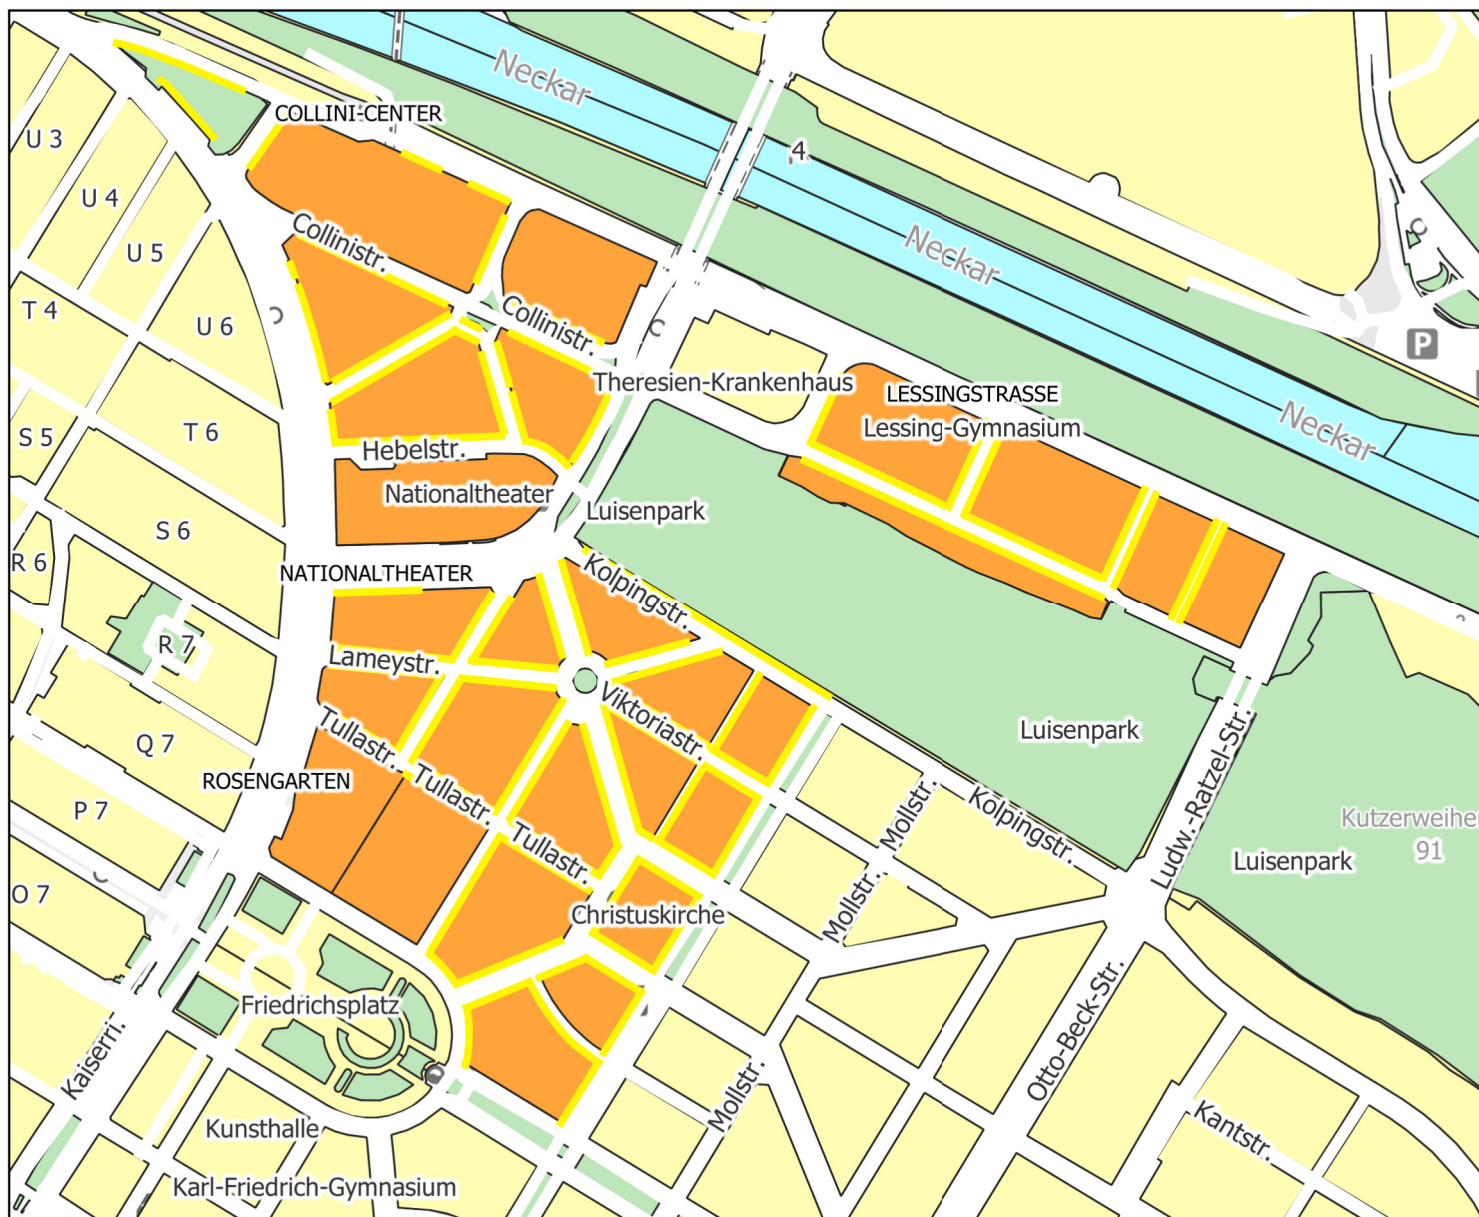 Neckar
COLLINI-CENTER
U 3
4
U 4
Collinistr.
U 5
Neckar
T 4
U 6
Collinistr.
P
Theresien-Krankenhaus
LESSINGSTRASSE
Lessing-Gymnasium
Neckar
S 5
T 6
Hebelstr.
Nationaltheater
Luisenpark
S 6
R 6
NATIONALTHEATER
Kolpingstr.
R 7
Lameystr.
Viktoriastr.
Luisenpark
Ludw.-Ratzel-Str.
Q 7
Tullastr.
ROSENGARTEN
Tullastr.
Mollstr.
Kolpingstr.
P 7
Tullastr.
Kutzerweiher
91
Luisenpark
O 7
Mollstr.
Christuskirche
Friedrichsplatz
Kaiserri.
Otto-Beck-Str.
Mollstr.
Kunsthalle
Kantstr.
Karl-Friedrich-Gymnasium